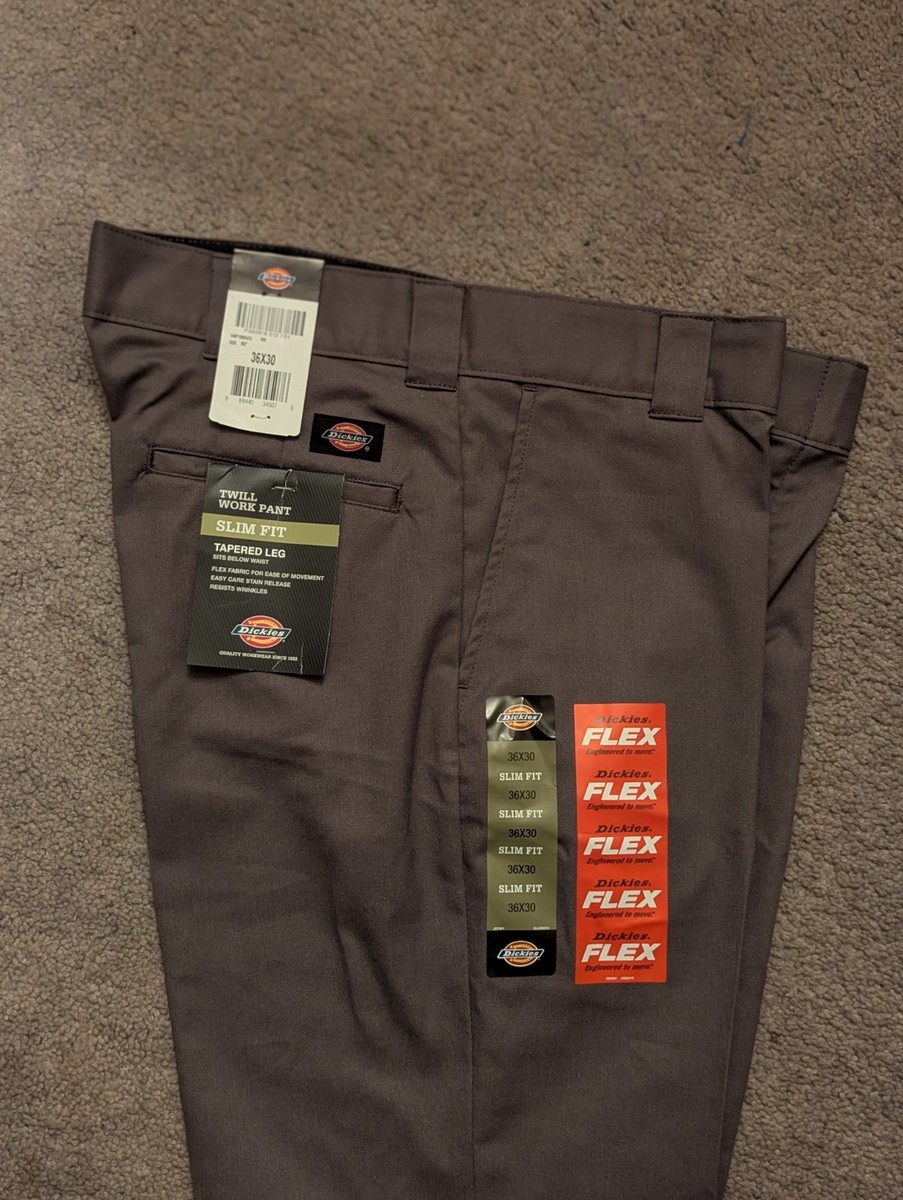 Dickies
36X30
Dickies
TWILL
WORK PANT
SLIM FIT
TAPERED LEG
SITS BELOW WAIST
FLEX FABRIC FOR EASE OF MOVEMENT
EASY CARE STAIN RELEASE
RESISTS WRINKLES
Dickies
QUALITY WORKWEAR SINCE 1922
Dickies
36X30
SLIM FIT
36X30
SLIM FIT
36X30
SLIM FIT
36X30
SLIM FIT
36X30
Dickies
Dickies.
FLEX
Engineered to move.
Dickies.
FLEX
Engineered to move.
Dickies.
FLEX
Engineered to move.
Dickies.
FLEX
Engineered to move.
Dickies.
FLEX
Engineered to move.